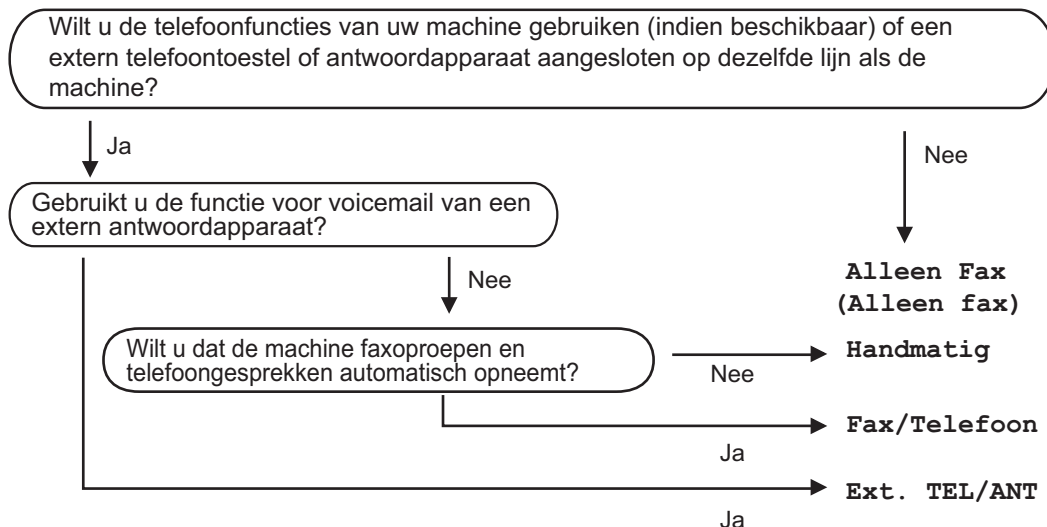 Wilt u de telefoonfuncties van uw machine gebruiken (indien beschikbaar) of een
extern telefoontoestel of antwoordapparaat aangesloten op dezelfde lijn als de
machine?
Ja
Nee
Gebruikt u de functie voor voicemail van een
extern antwoordapparaat?
Nee
Alleen Fax
(Alleen fax)
Wilt u dat de machine faxoproepen en
telefoongesprekken automatisch opneemt?
Nee
Handmatig
Ja
Fax/Telefoon
Ja
Ext. TEL/ANT